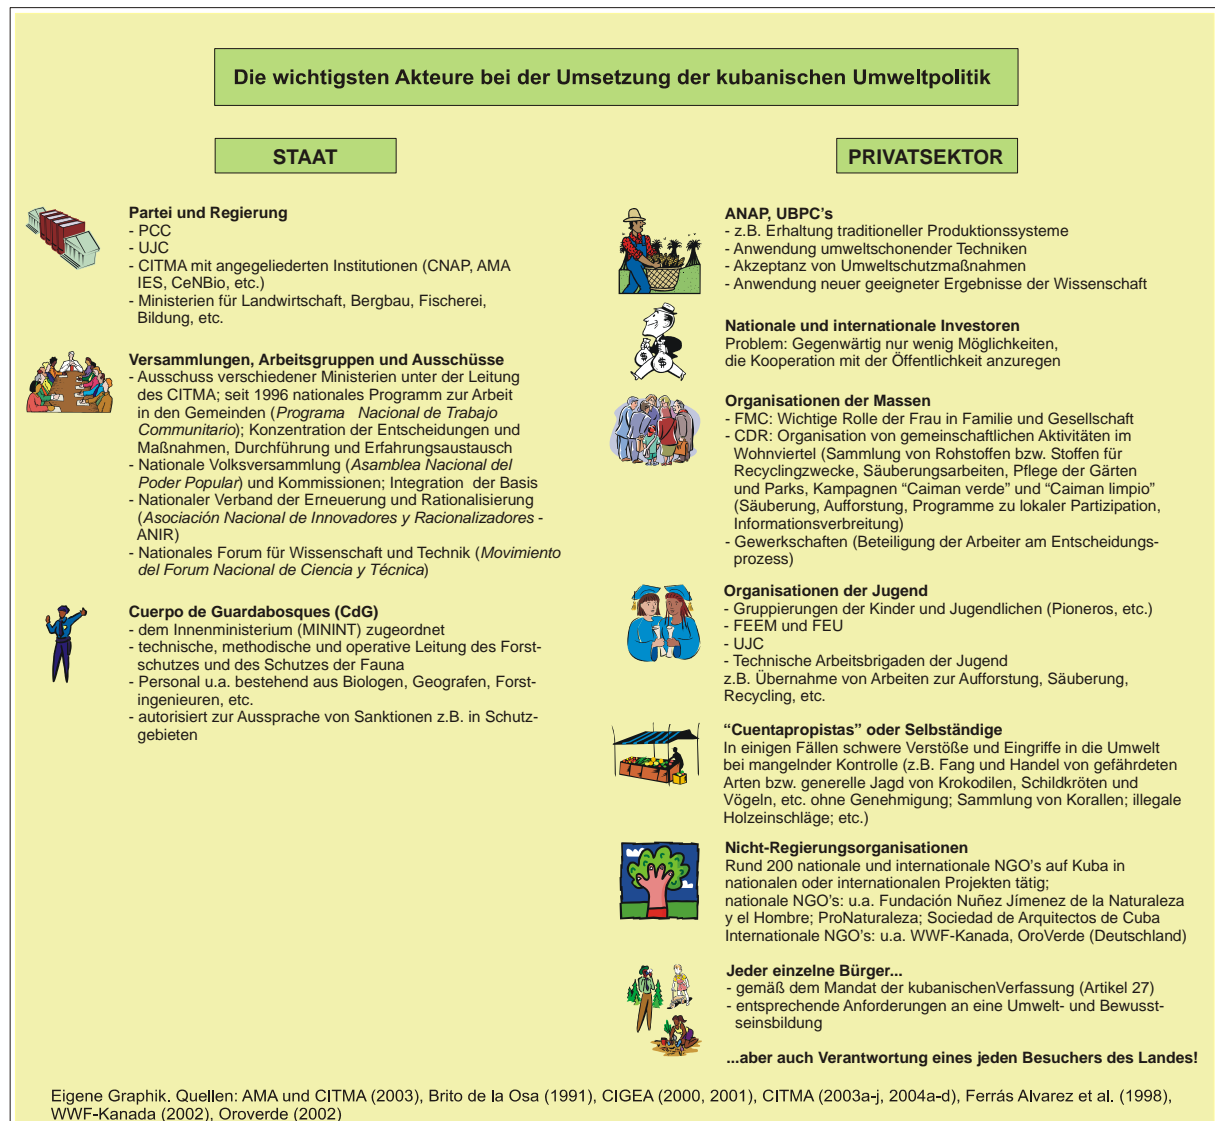 Die wichtigsten Akteure bei der Umsetzung der kubanischen Umweltpolitik
STAAT
Partei und Regierung
- PCC
- UJC
- CITMA mit angegeliederten Institutionen (CNAP, AMA
IES, CeNBio, etc.)
- Ministerien für Landwirtschaft, Bergbau, Fischerei,
Bildung, etc.
Versammlungen, Arbeitsgruppen und Ausschüsse
- Ausschuss verschiedener Ministerien unter der Leitung
des CITMA; seit 1996 nationales Programm zur Arbeit
in den Gemeinden (Programa Nacional de Trabajo
Communitario); Konzentration der Entscheidungen und
Maßnahmen, Durchführung und Erfahrungsaustausch
- Nationale Volksversammlung (Asamblea Nacional del
Poder Popular) und Kommissionen; Integration der Basis
- Nationaler Verband der Erneuerung und Rationalisierung
(Asociación Nacional de Innovadores y Racionalizadores -
ANIR)
- Nationales Forum für Wissenschaft und Technik (Movimiento
del Forum Nacional de Ciencia y Técnica)
Cuerpo de Guardabosques (CdG)
- dem Innenministerium (MININT) zugeordnet
- technische, methodische und operative Leitung des Forst-
schutzes und des Schutzes der Fauna
- Personal u.a. bestehend aus Biologen, Geografen, Forst-
ingenieuren, etc.
- autorisiert zur Aussprache von Sanktionen z.B. in Schutz-
gebieten
PRIVATSEKTOR
ANAP, UBPC's
- z.B. Erhaltung traditioneller Produktionssysteme
- Anwendung umweltschonender Techniken
- Akzeptanz von Umweltschutzmaßnahmen
- Anwendung neuer geeigneter Ergebnisse der Wissenschaft
$ $
Nationale und internationale Investoren
Problem: Gegenwärtig nur wenig Möglichkeiten,
die Kooperation mit der Öffentlichkeit anzuregen
Organisationen der Massen
- FMC: Wichtige Rolle der Frau in Familie und Gesellschaft
- CDR: Organisation von gemeinschaftlichen Aktivitäten im
Wohnviertel (Sammlung von Rohstoffen bzw. Stoffen für
Recyclingzwecke, Säuberungsarbeiten, Pflege der Gärten
und Parks, Kampagnen “Caiman verde” und “Caiman limpio”
(Säuberung, Aufforstung, Programme zu lokaler Partizipation,
Informationsverbreitung)
- Gewerkschaften (Beteiligung der Arbeiter am Entscheidungs-
prozess)
Organisationen der Jugend
- Gruppierungen der Kinder und Jugendlichen (Pioneros, etc.)
- FEEM und FEU
- UJC
- Technische Arbeitsbrigaden der Jugend
z.B. Übernahme von Arbeiten zur Aufforstung, Säuberung,
Recycling, etc.
“Cuentapropistas” oder Selbständige
In einigen Fällen schwere Verstöße und Eingriffe in die Umwelt
bei mangelnder Kontrolle (z.B. Fang und Handel von gefährdeten
Arten bzw. generelle Jagd von Krokodilen, Schildkröten und
Vögeln, etc. ohne Genehmigung; Sammlung von Korallen; illegale
Holzeinschläge; etc.)
Nicht-Regierungsorganisationen
Rund 200 nationale und internationale NGO's auf Kuba in
nationalen oder internationalen Projekten tätig;
nationale NGO's: u.a. Fundación Nuñez Jímenez de la Naturaleza
y el Hombre; ProNaturaleza; Sociedad de Arquitectos de Cuba
Internationale NGO's: u.a. WWF-Kanada, OroVerde (Deutschland)
Jeder einzelne Bürger...
- gemäß dem Mandat der kubanischenVerfassung (Artikel 27)
- entsprechende Anforderungen an eine Umwelt- und Bewusst-
seinsbildung
...aber auch Verantwortung eines jeden Besuchers des Landes!
Eigene Graphik. Quellen: AMA und CITMA (2003), Brito de la Osa (1991), CIGEA (2000, 2001), CITMA (2003a-j, 2004a-d), Ferrás Alvarez et al. (1998),
WWF-Kanada (2002), Oroverde (2002)